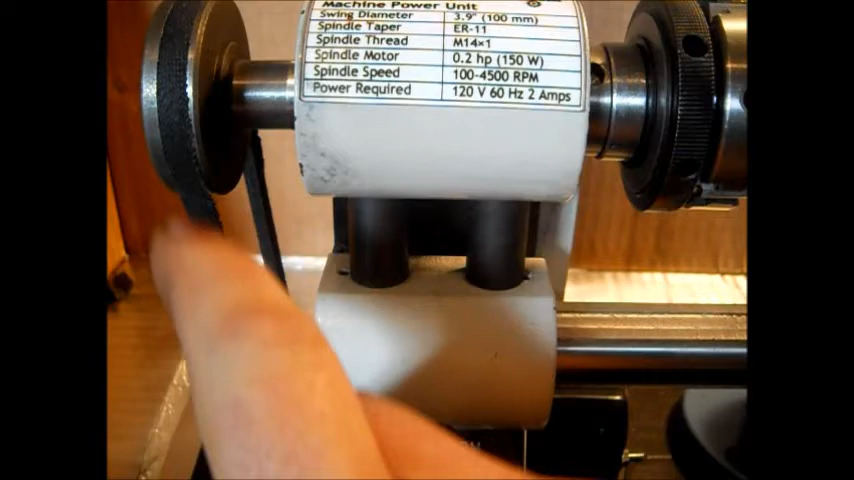 Machine Power Unit
Swing Diameter 3.9" (100 mm)
Spindle Taper ER-11
Spindle Thread M14×1
Spindle Motor 0.2 hp (150 W)
Spindle Speed 100-4500 RPM
Power Required 120 V 60 Hz 2 Amps